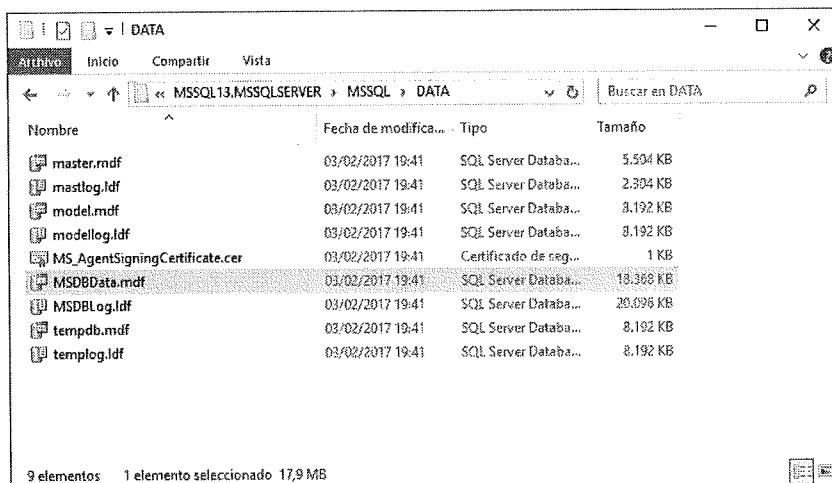 DATA
Archivo Inicio Compartir Vista
« MSSQL13.MSSQLSERVER › MSSQL › DATA Buscar en DATA
Nombre Fecha de modifica... Tipo Tamaño
master.mdf 03/02/2017 19:41 SQL Server Databa... 5.504 KB
mastlog.ldf 03/02/2017 19:41 SQL Server Databa... 2.304 KB
model.mdf 03/02/2017 19:41 SQL Server Databa... 8.192 KB
modellog.ldf 03/02/2017 19:41 SQL Server Databa... 8.192 KB
MS_AgentSigningCertificate.cer 03/02/2017 19:41 Certificado de seg... 1 KB
MSDBData.mdf 03/02/2017 19:41 SQL Server Databa... 18.368 KB
MSDBLog.ldf 03/02/2017 19:41 SQL Server Databa... 20.096 KB
tempdb.mdf 03/02/2017 19:41 SQL Server Databa... 8.192 KB
templog.ldf 03/02/2017 19:41 SQL Server Databa... 8.192 KB
9 elementos 1 elemento seleccionado 17,9 MB